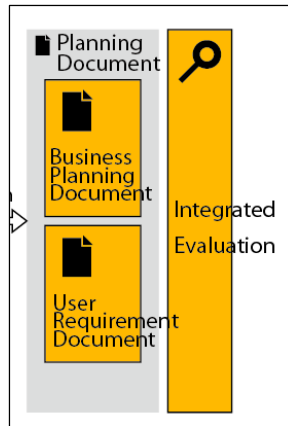 Planning
Document
Business
Planning
Document
User
Requirement
Document
Integrated
Evaluation